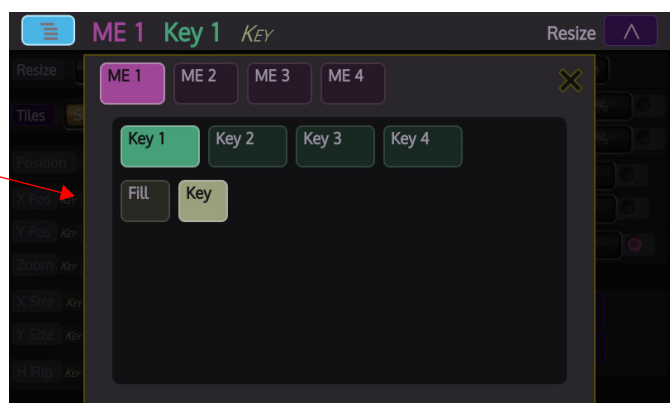 ME 1 Key 1 KEY Resize
Resize
ME 1 ME 2 ME 3 ME 4
Tiles
%
Key 1 Key 2 Key 3 Key 4
%
Position
Fill Key
X Pos KEY
Y Pos KEY
Zoom KEY
X Size KEY
Y Size KEY
H Flip KEY